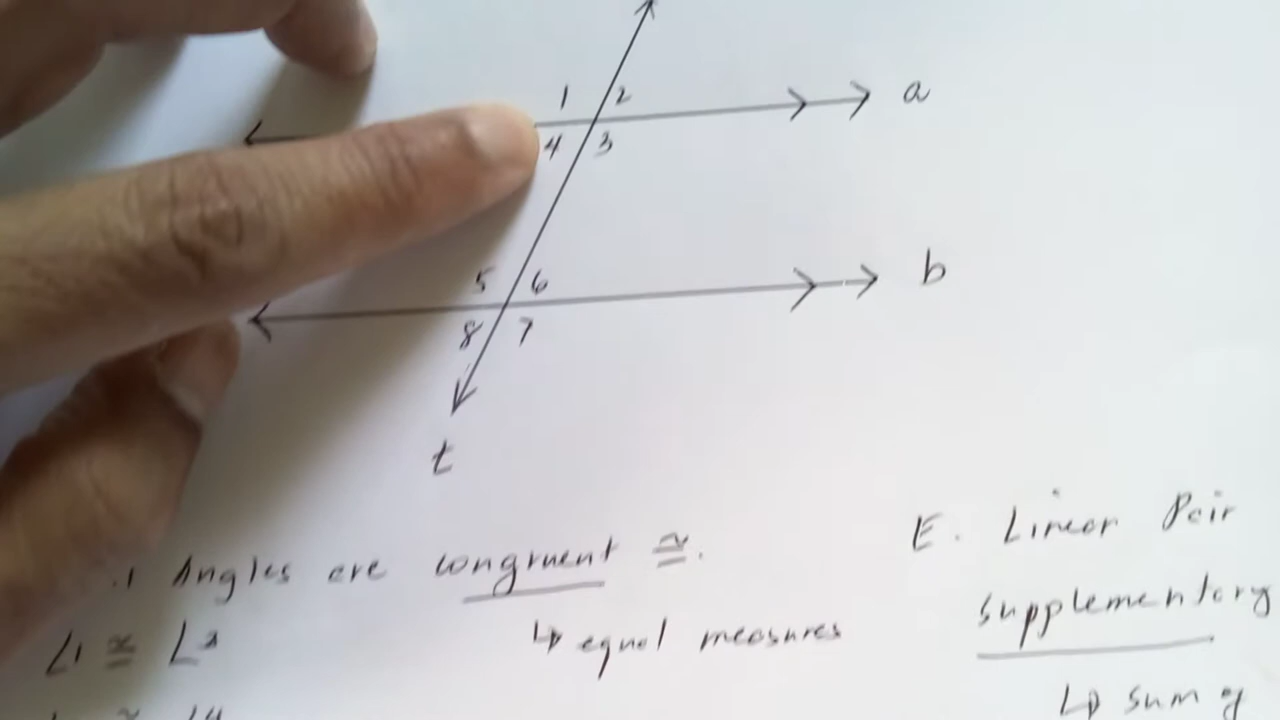 1 2
a
4 3
5 6
b
8 7
t
Angles are congruent ≅.
∠1 ≅ ∠3
↳ equal measures
E. Linear Pair
supplementary
↳ sum of